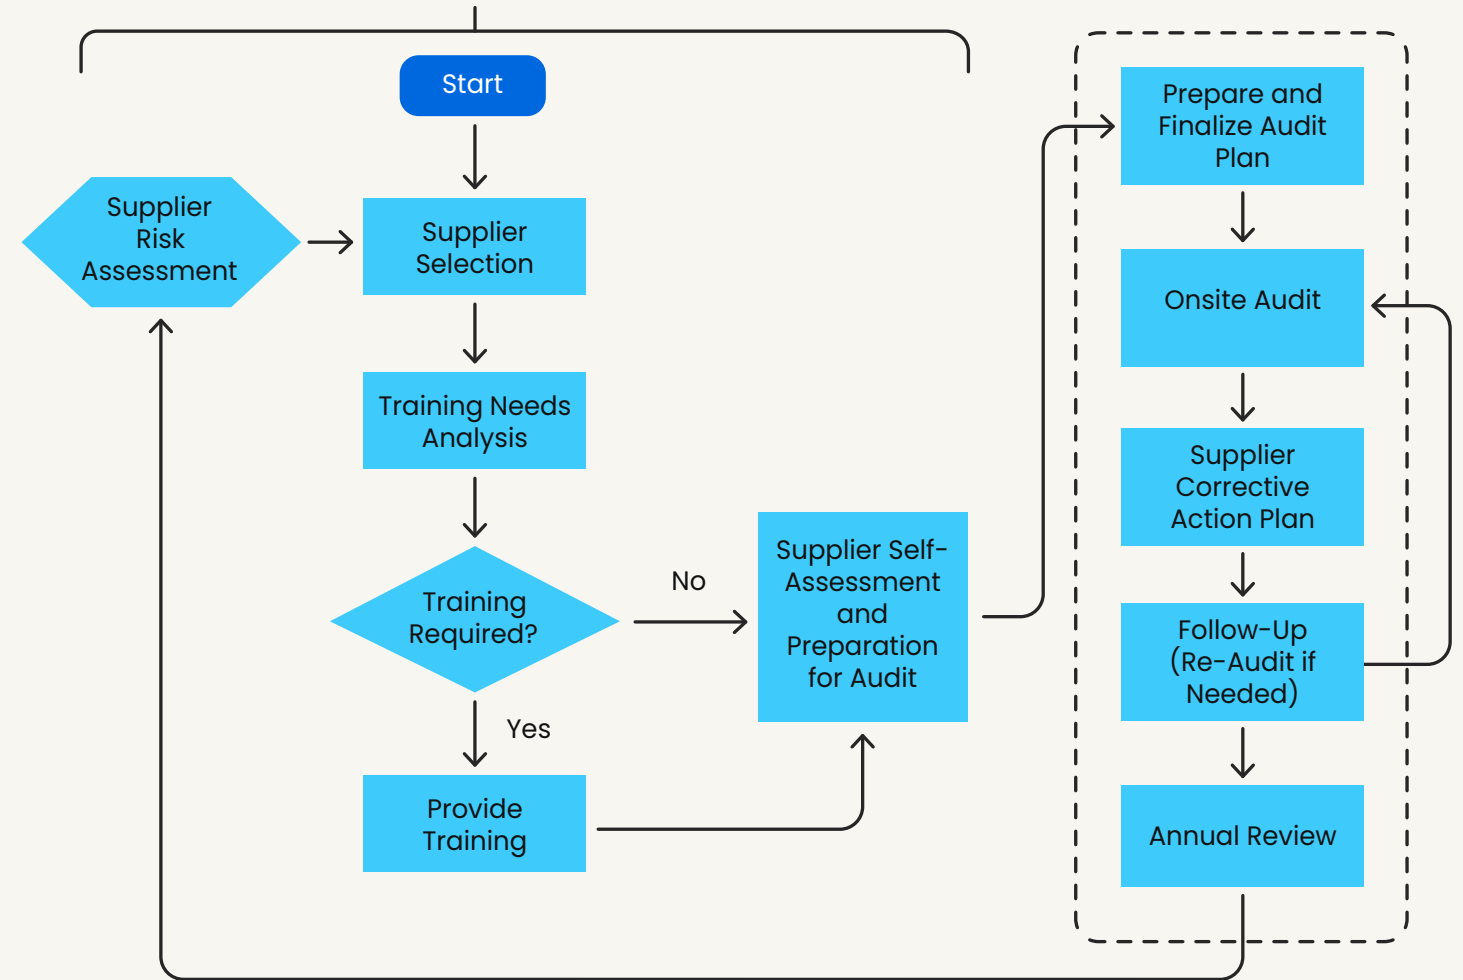 Start
Supplier
Risk
Assessment
Supplier
Selection
Training Needs
Analysis
Training
Required?
No
Yes
Provide
Training
Supplier Self-
Assessment
and
Preparation
for Audit
Prepare and
Finalize Audit
Plan
Onsite Audit
Supplier
Corrective
Action Plan
Follow-Up
(Re-Audit if
Needed)
Annual Review